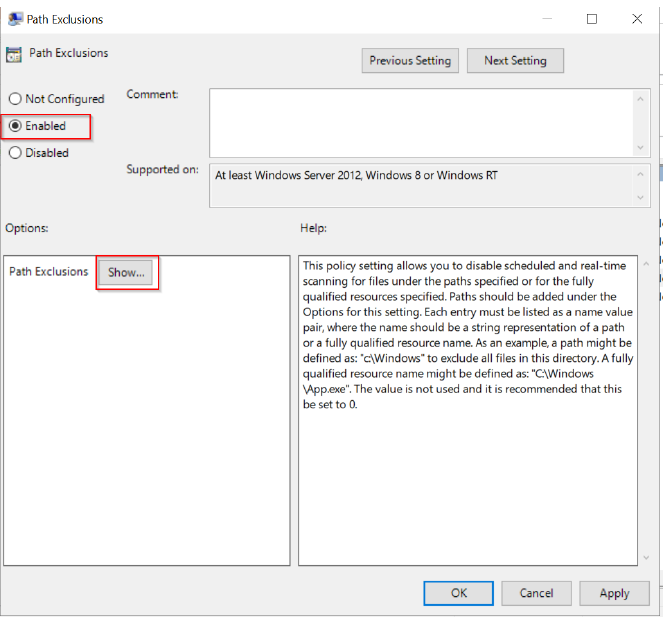 Path Exclusions
Path Exclusions
Previous Setting
Next Setting
Not Configured
Enabled
Disabled
Comment:
Supported on:
At least Windows Server 2012, Windows 8 or Windows RT
Options:
Help:
Path Exclusions
Show...
This policy setting allows you to disable scheduled and real-time
scanning for files under the paths specified or for the fully
qualified resources specified. Paths should be added under the
Options for this setting. Each entry must be listed as a name value
pair, where the name should be a string representation of a path
or a fully qualified resource name. As an example, a path might be
defined as: "c:\Windows" to exclude all files in this directory. A fully
qualified resource name might be defined as: "C:\Windows
\App.exe". The value is not used and it is recommended that this
be set to 0.
OK
Cancel
Apply